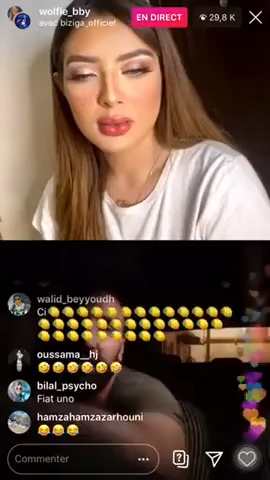 wolfie_bby
avec biziga_officiel
EN DIRECT
29,8 K
walid_beyyoudh
Ci 🍋🍋🍋🍋🍋🍋🍋🍋🍋🍋🍋
🍋🍋🍋🍋🍋🍋🍋🍋🍋🍋🍋
🍋🍋🍋🍋🍋🍋🍋🍋
oussama__hj
🤣🤣🤣🤣🤣🤣
bilal_psycho
Fiat uno
hamzahamzazarhouni
😂😂😂
Commenter